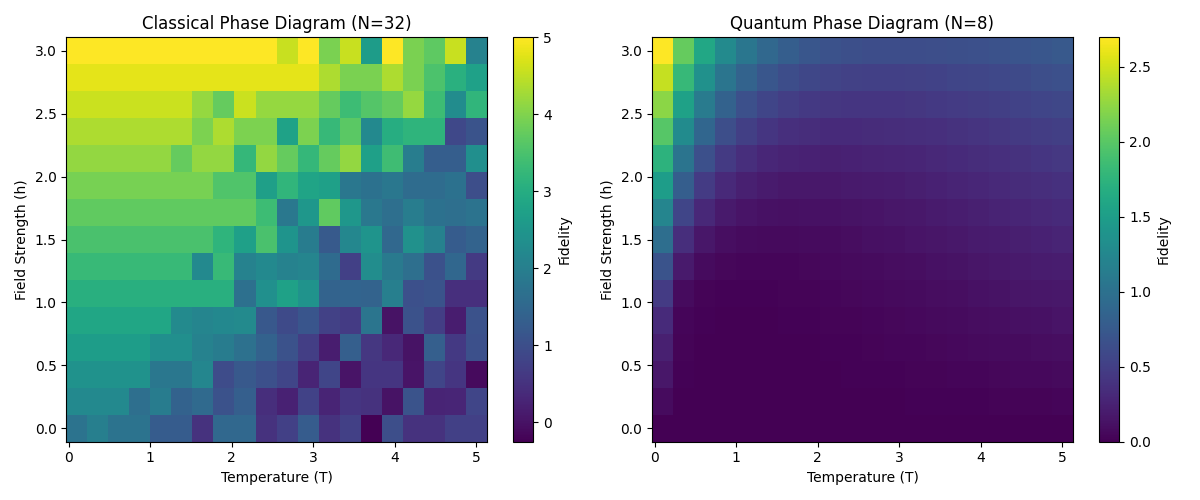 Classical Phase Diagram (N=32)
3.0
2.5
2.0
1.5
1.0
0.5
0.0
Field Strength (h)
0 1 2 3 4 5
Temperature (T)
5
4
3
2
1
0
Fidelity
Quantum Phase Diagram (N=8)
3.0
2.5
2.0
1.5
1.0
0.5
0.0
Field Strength (h)
0 1 2 3 4 5
Temperature (T)
2.5
2.0
1.5
1.0
0.5
0.0
Fidelity